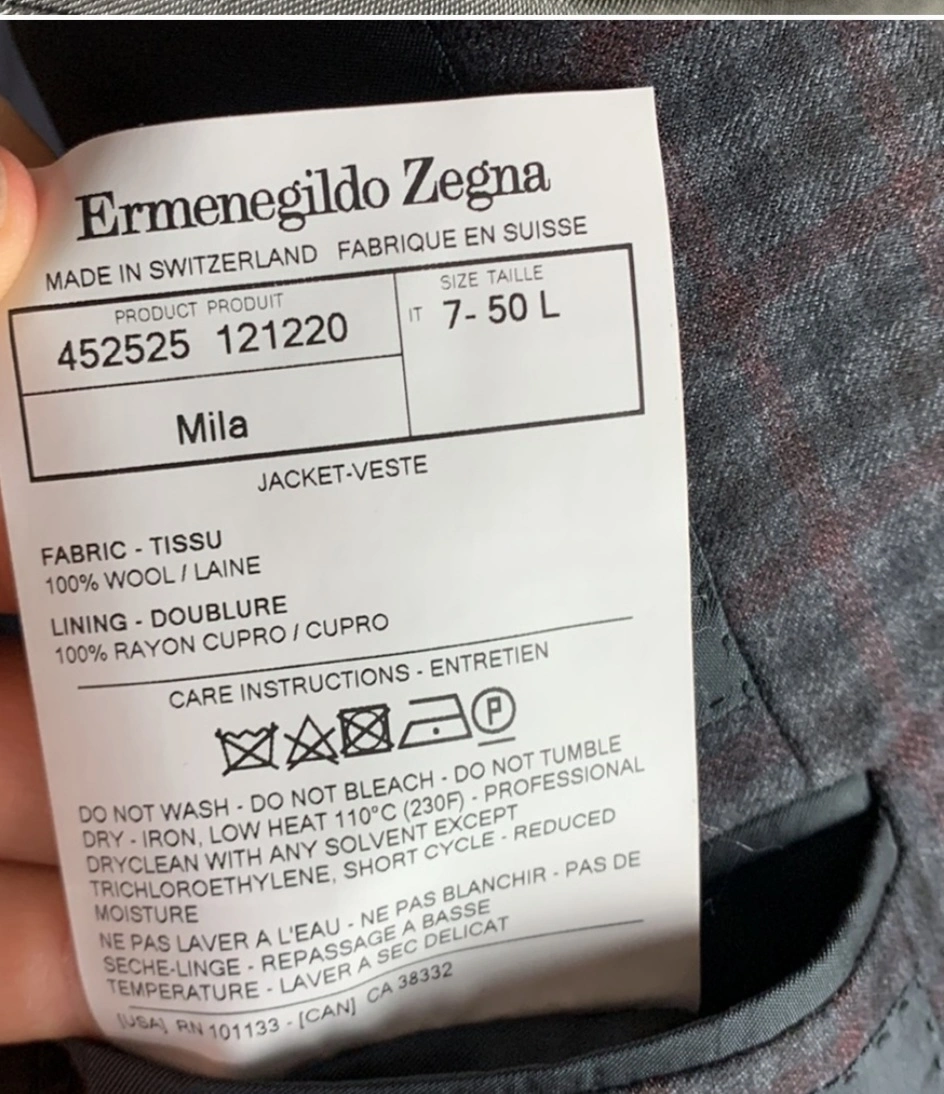 Ermenegildo Zegna
MADE IN SWITZERLAND FABRIQUE EN SUISSE
PRODUCT PRODUIT
452525 121220
SIZE TAILLE
IT 7- 50 L
Mila
JACKET-VESTE
FABRIC - TISSU
100% WOOL / LAINE
LINING - DOUBLURE
100% RAYON CUPRO / CUPRO
CARE INSTRUCTIONS - ENTRETIEN
P
DO NOT WASH - DO NOT BLEACH - DO NOT TUMBLE
DRY - IRON, LOW HEAT 110°C (230F) - PROFESSIONAL
DRYCLEAN WITH ANY SOLVENT EXCEPT
TRICHLOROETHYLENE, SHORT CYCLE - REDUCED
MOISTURE
NE PAS LAVER A L'EAU - NE PAS BLANCHIR - PAS DE
SECHE-LINGE - REPASSAGE A BASSE
TEMPERATURE - LAVER A SEC DELICAT
[USA] RN 101133 - [CAN] CA 38332